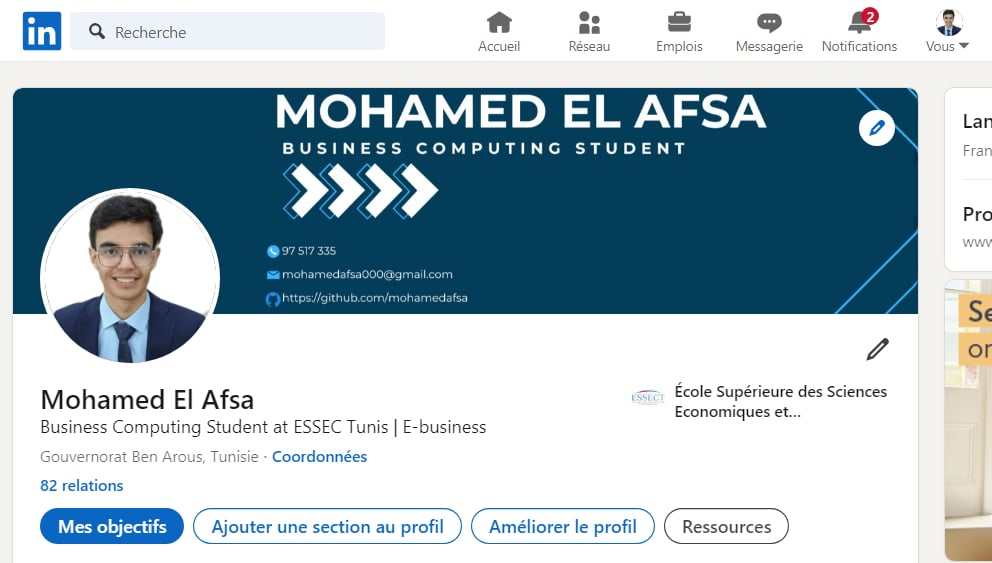 in
Recherche
Accueil
Réseau
Emplois
Messagerie
2
Notifications
Vous
MOHAMED EL AFSA
BUSINESS COMPUTING STUDENT
97 517 335
mohamedafsa000@gmail.com
https://github.com/mohamedafsa
Mohamed El Afsa
Business Computing Student at ESSEC Tunis | E-business
Gouvernorat Ben Arous, Tunisie · Coordonnées
82 relations
ESSECT
École Supérieure des Sciences
Economiques et...
Mes objectifs
Ajouter une section au profil
Améliorer le profil
Ressources
Lan
Fran
Pro
www
Se
or